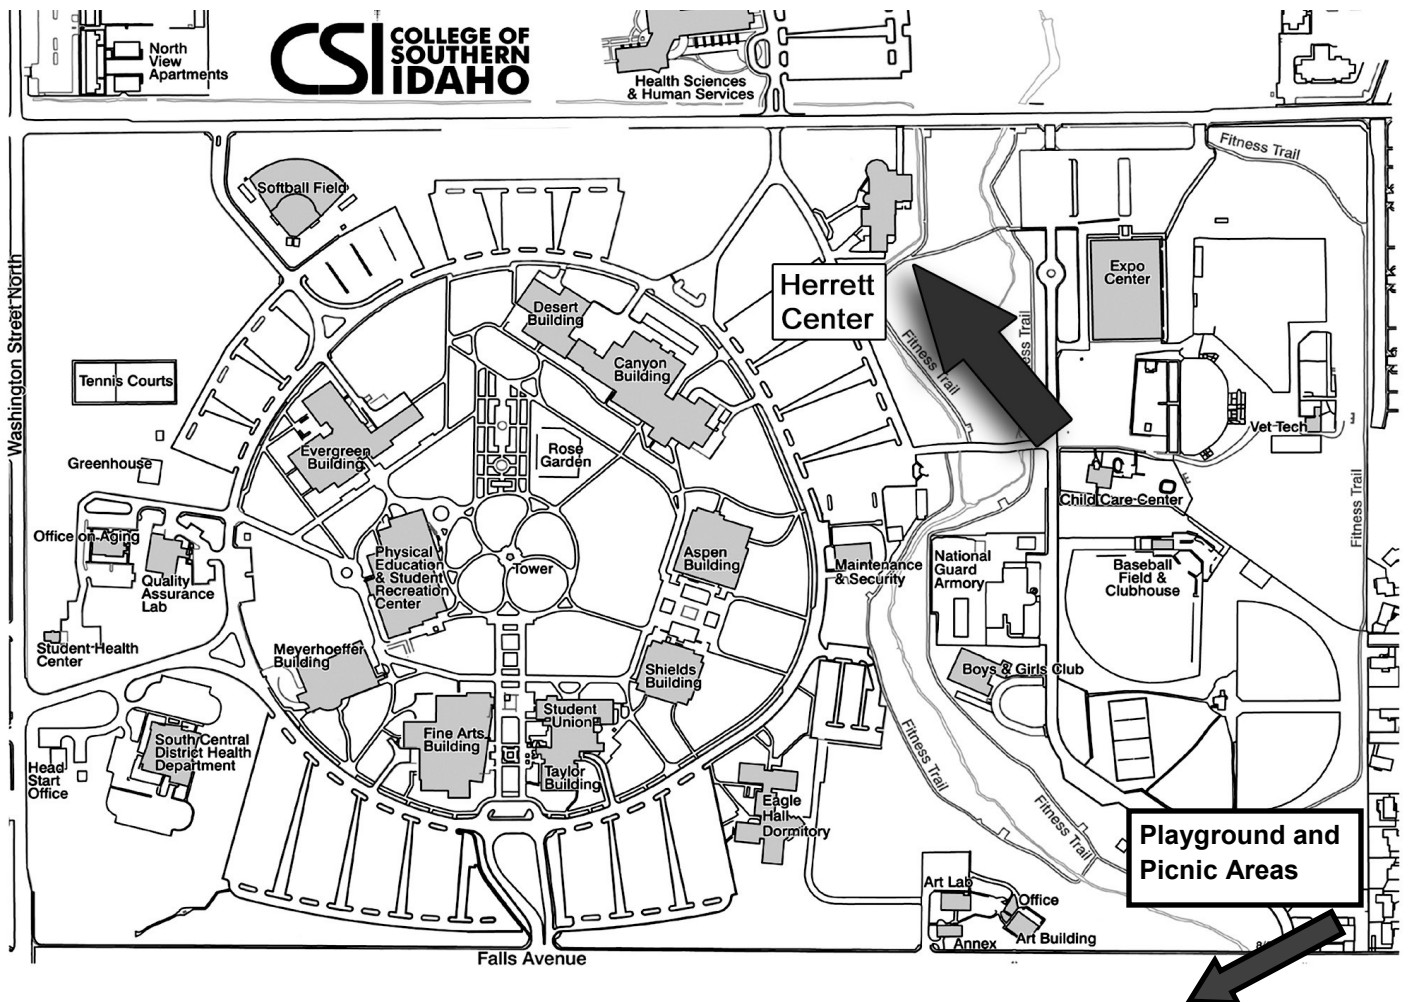 North
View
Apartments
CSI
COLLEGE OF
SOUTHERN
IDAHO
Health Sciences
& Human Services
Fitness Trail
Softball Field
Washington Street North
Herrett
Center
Expo
Center
Desert
Building
Canyon
Building
Fitness Trail
Fitness Trail
Tennis Courts
Evergreen
Building
Rose
Garden
Vet Tech
Greenhouse
Child Care Center
Fitness Trail
Office on Aging
Quality
Assurance
Lab
Physical
Education
& Student
Recreation
Center
Tower
Aspen
Building
Maintenance
& Security
National
Guard
Armory
Baseball
Field &
Clubhouse
Student Health
Center
Meyerhoeffer
Building
Shields
Building
Boys & Girls Club
South Central
District Health
Department
Head
Start
Office
Fine Arts
Building
Student
Union
Taylor
Building
Eagle
Hall
Dormitory
Fitness Trail
Fitness Trail
Playground and
Picnic Areas
Art Lab
Office
Annex
Art Building
Falls Avenue